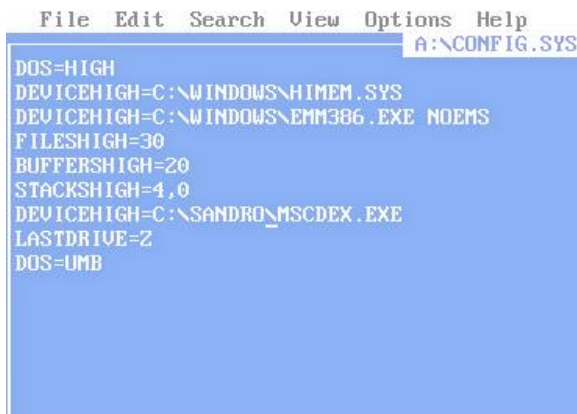 File Edit Search View Options Help
A:\CONFIG.SYS
DOS=HIGH
DEVICEHIGH=C:\WINDOWS\HIMEM.SYS
DEVICEHIGH=C:\WINDOWS\EMM386.EXE NOEMS
FILESHIGH=30
BUFFERSHIGH=20
STACKSHIGH=4,0
DEVICEHIGH=C:\SANDRO\MSCDEX.EXE
LASTDRIVE=Z
DOS=UMB